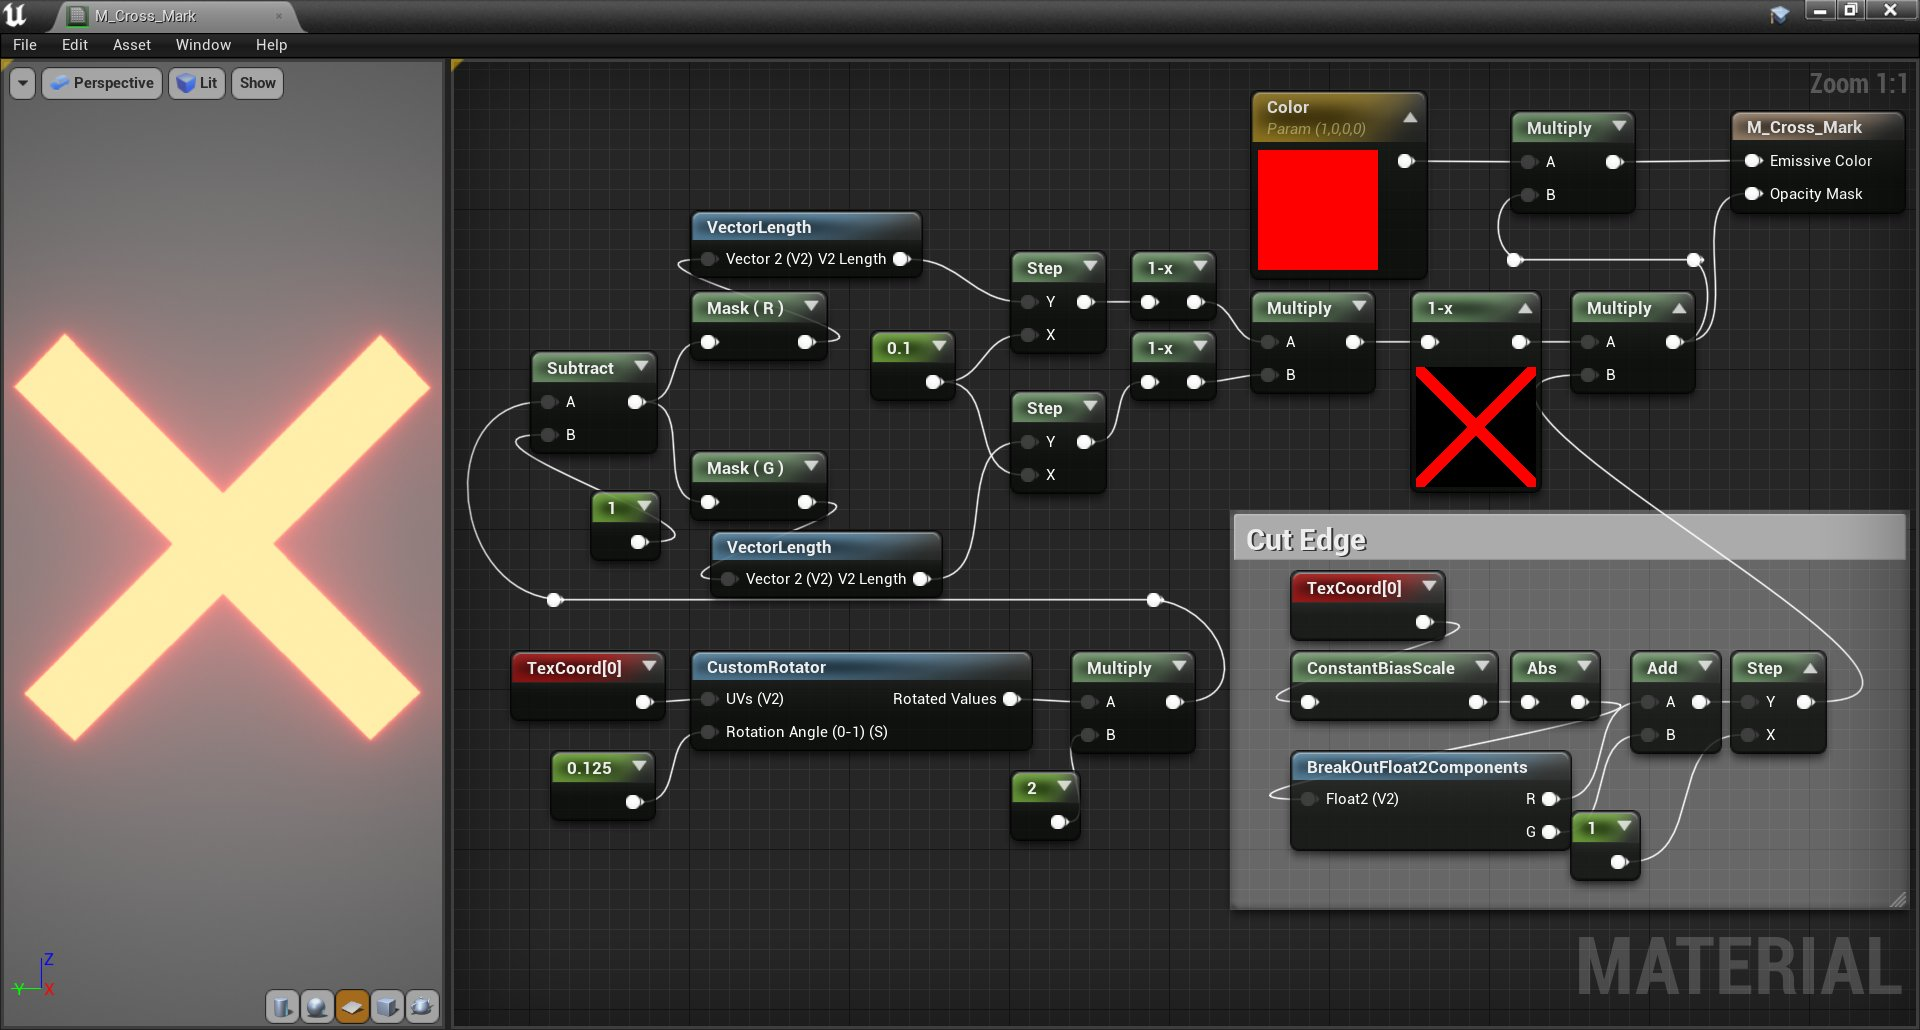 M_Cross_Mark
File Edit Asset Window Help
Perspective Lit Show
Zoom 1:1
Color
Param (1,0,0,0)
Multiply
A
B
M_Cross_Mark
Emissive Color
Opacity Mask
VectorLength
Vector 2 (V2) V2 Length
Mask ( R )
Step
Y
X
1-x
0.1
1-x
Multiply
A
B
1-x
Multiply
A
B
Subtract
A
B
Step
Y
X
Mask ( G )
1
VectorLength
Vector 2 (V2) V2 Length
Cut Edge
TexCoord[0]
TexCoord[0]
CustomRotator
UVs (V2) Rotated Values
Rotation Angle (0-1) (S)
Multiply
A
B
ConstantBiasScale
Abs
Add
A
B
Step
Y
X
0.125
2
BreakOutFloat2Components
Float2 (V2) R
G
1
MATERIAL
Z
Y X